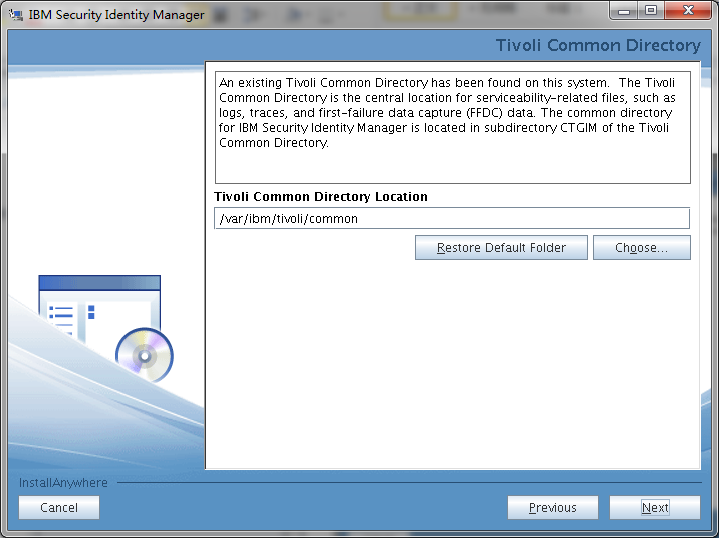 IBM Security Identity Manager
Tivoli Common Directory
An existing Tivoli Common Directory has been found on this system.  The Tivoli
Common Directory is the central location for serviceability-related files, such as
logs, traces, and first-failure data capture (FFDC) data. The common directory
for IBM Security Identity Manager is located in subdirectory CTGIM of the Tivoli
Common Directory.
Tivoli Common Directory Location
/var/ibm/tivoli/common
Restore Default Folder
Choose...
InstallAnywhere
Cancel
Previous
Next